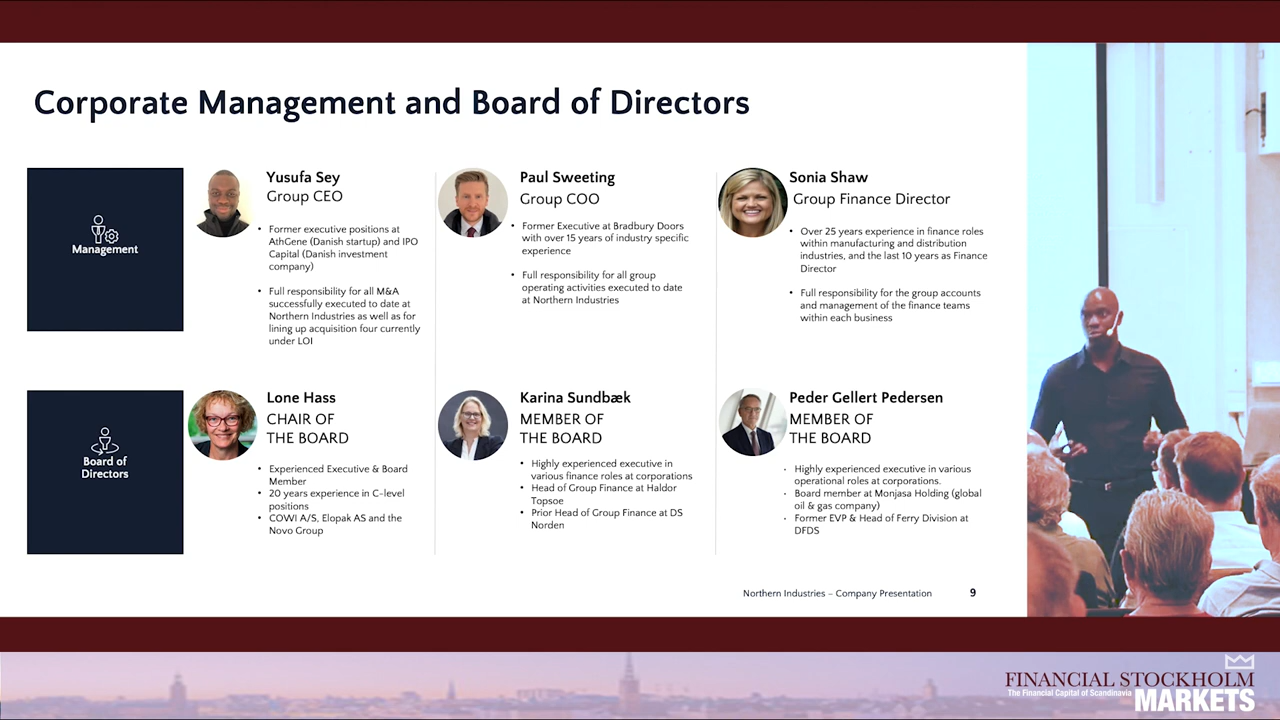 Corporate Management and Board of Directors
Management
Yusufa Sey
Group CEO
• Former executive positions at
AthGene (Danish startup) and IPO
Capital (Danish investment
company)
• Full responsibility for all M&A
successfully executed to date at
Northern Industries as well as for
lining up acquisition four currently
under LOI
Paul Sweeting
Group COO
• Former Executive at Bradbury Doors
with over 15 years of industry specific
experience
• Full responsibility for all group
operating activities executed to date
at Northern Industries
Sonia Shaw
Group Finance Director
• Over 25 years experience in finance roles
within manufacturing and distribution
industries, and the last 10 years as Finance
Director
• Full responsibility for the group accounts
and management of the finance teams
within each business
Board of
Directors
Lone Hass
CHAIR OF
THE BOARD
• Experienced Executive & Board
Member
• 20 years experience in C-level
positions
• COWI A/S, Elopak AS and the
Novo Group
Karina Sundbæk
MEMBER OF
THE BOARD
• Highly experienced executive in
various finance roles at corporations
• Head of Group Finance at Haldor
Topsoe
• Prior Head of Group Finance at DS
Norden
Peder Gellert Pedersen
MEMBER OF
THE BOARD
• Highly experienced executive in various
operational roles at corporations.
• Board member at Monjasa Holding (global
oil & gas company)
• Former EVP & Head of Ferry Division at
DFDS
Northern Industries – Company Presentation 9
FINANCIAL STOCKHOLM
The Financial Capital of Scandinavia
MARKETS